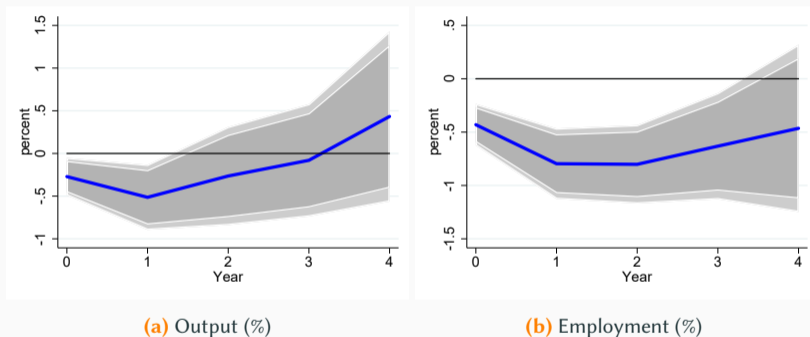 1.5
1
.5
0
-.5
-1
percent
0 1 2 3 4
Year
(a) Output (%)
.5
0
-.5
-1
-1.5
percent
0 1 2 3 4
Year
(b) Employment (%)